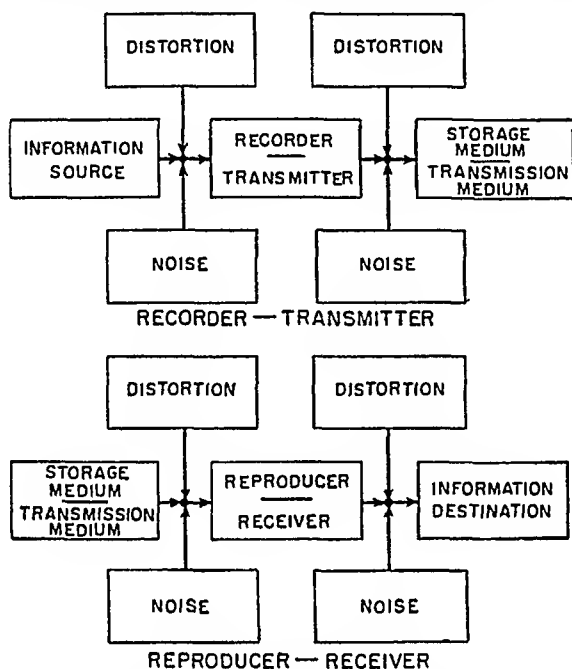 DISTORTION
DISTORTION
INFORMATION
SOURCE
RECORDER
TRANSMITTER
STORAGE
MEDIUM
TRANSMISSION
MEDIUM
NOISE
NOISE
RECORDER — TRANSMITTER
DISTORTION
DISTORTION
STORAGE
MEDIUM
TRANSMISSION
MEDIUM
REPRODUCER
RECEIVER
INFORMATION
DESTINATION
NOISE
NOISE
REPRODUCER — RECEIVER